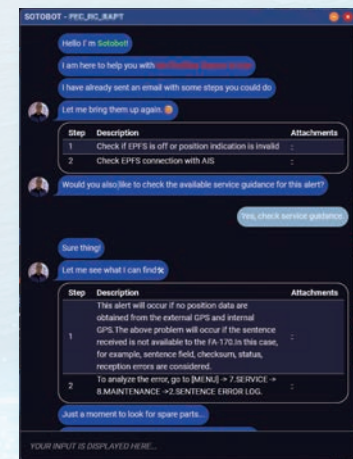 SOTOBOT -
Hello I' m Sotobot!
I am here to help you with
I have already sent an email with some steps you could do
Let me bring them up again.
Step Description Attachments
1 Check if EPFS is off or position indication is invalid :
2 Check EPFS connection with AIS :
Would you also like to check the available service guidance for this alert?
Yes, check service guidance
Sure thing!
Let me see what I can find
Step Description Attachments
This alert will occur if no position data are
obtained from the external GPS and internal
GPS.The above problem will occur if the sentence
1 received is not available to the FA-170.In this case, :
for example, sentence field, checksum, status,
reception errors are considered.
2 To analyze the error, go to [MENU] -> 7.SERVICE -> :
8.MAINTENANCE ->2.SENTENCE ERROR LOG.
Just a moment to look for spare parts...
YOUR INPUT IS DISPLAYED HERE...